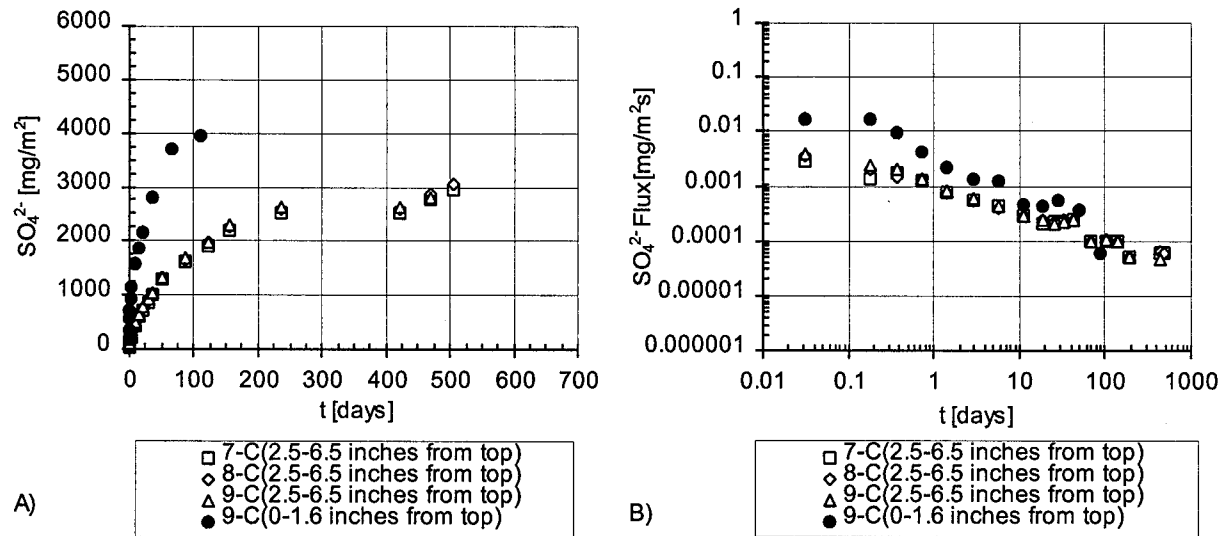 6000
5000
4000
3000
2000
1000
0
SO₄²⁻ [mg/m²]
0 100 200 300 400 500 600 700
t [days]
7-C(2.5-6.5 inches from top)
8-C(2.5-6.5 inches from top)
9-C(2.5-6.5 inches from top)
9-C(0-1.6 inches from top)
A)
1
0.1
0.01
0.001
0.0001
0.00001
0.000001
SO₄²⁻ Flux[mg/m²s]
0.01 0.1 1 10 100 1000
t [days]
7-C(2.5-6.5 inches from top)
8-C(2.5-6.5 inches from top)
9-C(2.5-6.5 inches from top)
9-C(0-1.6 inches from top)
B)